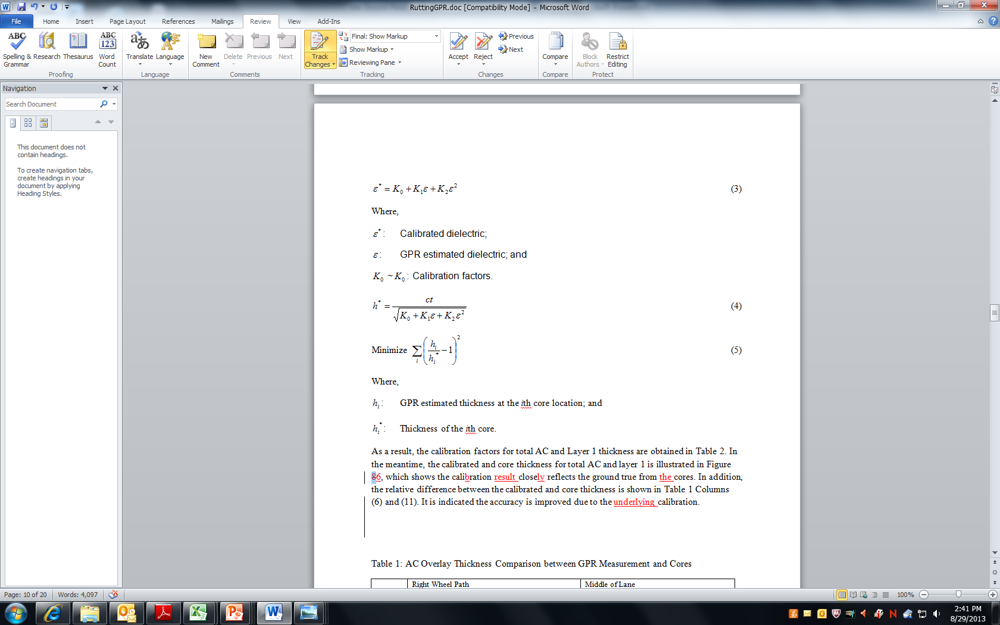 RuttingGPR.doc [Compatibility Mode] - Microsoft Word
File Home Insert Page Layout References Mailings Review View Add-Ins
ABC Spelling & Grammar
Research
Thesaurus
ABC 123 Word Count
Proofing
Translate
Language
Language
New Comment
Delete
Previous
Next
Comments
Track Changes
Final: Show Markup
Show Markup
Reviewing Pane
Tracking
Accept
Reject
Previous
Next
Changes
Compare
Compare
Block Authors
Restrict Editing
Protect
Navigation
Search Document
This document does not
contain headings.
To create navigation tabs,
create headings in your
document by applying
Heading Styles.
ε* = K₀ + K₁ε + K₂ε² (3)
Where,
ε* : Calibrated dielectric;
ε : GPR estimated dielectric; and
K₀ ~ K₀ : Calibration factors.
h* = ct / √(K₀ + K₁ε + K₂ε²) (4)
Minimize ∑i (hi / hi* − 1)² (5)
Where,
hi : GPR estimated thickness at the ith core location; and
hi* : Thickness of the ith core.
As a result, the calibration factors for total AC and Layer 1 thickness are obtained in Table 2. In
the meantime, the calibrated and core thickness for total AC and layer 1 is illustrated in Figure
86, which shows the calibration result closely reflects the ground true from the cores. In addition,
the relative difference between the calibrated and core thickness is shown in Table 1 Columns
(6) and (11). It is indicated the accuracy is improved due to the underlying calibration.
Table 1: AC Overlay Thickness Comparison between GPR Measurement and Cores
Right Wheel Path Middle of Lane
Page: 10 of 20 Words: 4,097 100%
2:41 PM
8/29/2013